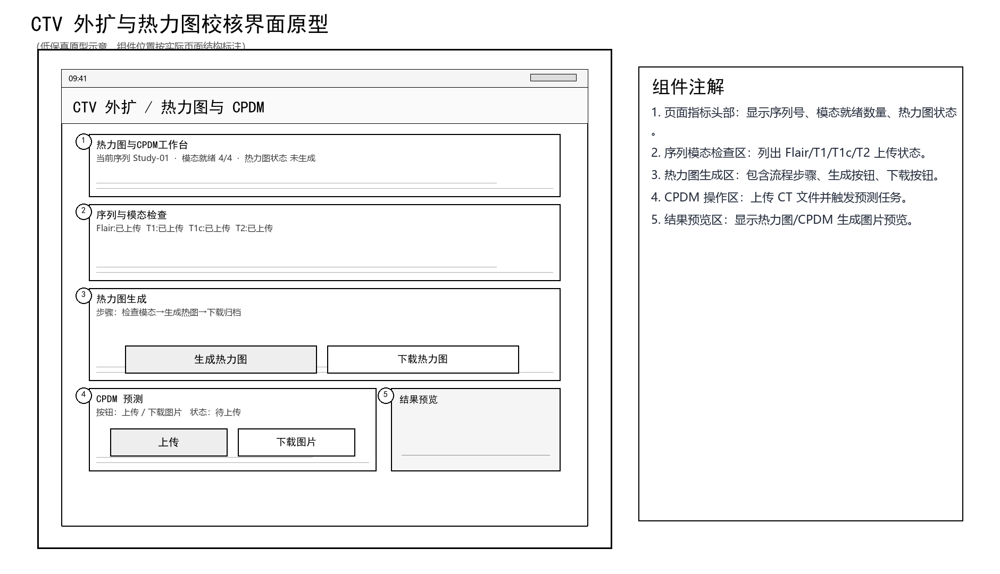 CTV 外扩与热力图校核界面原型
(低保真原型示意，组件位置按实际页面结构标注)
09:41
CTV 外扩 / 热力图与 CPDM
1
热力图与CPDM工作台
当前序列 Study-01 · 模态就绪 4/4 · 热力图状态 未生成
2
序列与模态检查
Flair:已上传 T1:已上传 T1c:已上传 T2:已上传
3
热力图生成
步骤：检查模态→生成热图→下载归档
生成热力图
下载热力图
4
CPDM 预测
按钮：上传 / 下载图片 状态：待上传
上传
下载图片
5
结果预览
组件注解
1. 页面指标头部：显示序列号、模态就绪数量、热力图状态
。
2. 序列模态检查区：列出 Flair/T1/T1c/T2 上传状态。
3. 热力图生成区：包含流程步骤、生成按钮、下载按钮。
4. CPDM 操作区：上传 CT 文件并触发预测任务。
5. 结果预览区：显示热力图/CPDM 生成图片预览。